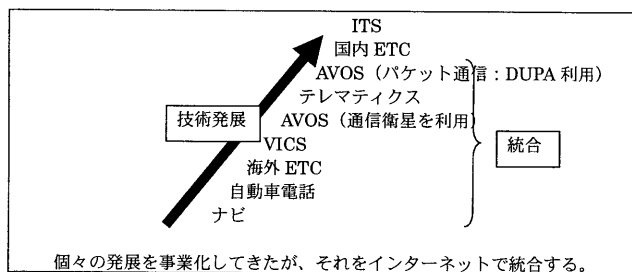 ITS
国内 ETC
AVOS（パケット通信：DUPA 利用）
テレマティクス
技術発展
AVOS（通信衛星を利用）
VICS
統合
海外 ETC
自動車電話
ナビ
個々の発展を事業化してきたが、それをインターネットで統合する。